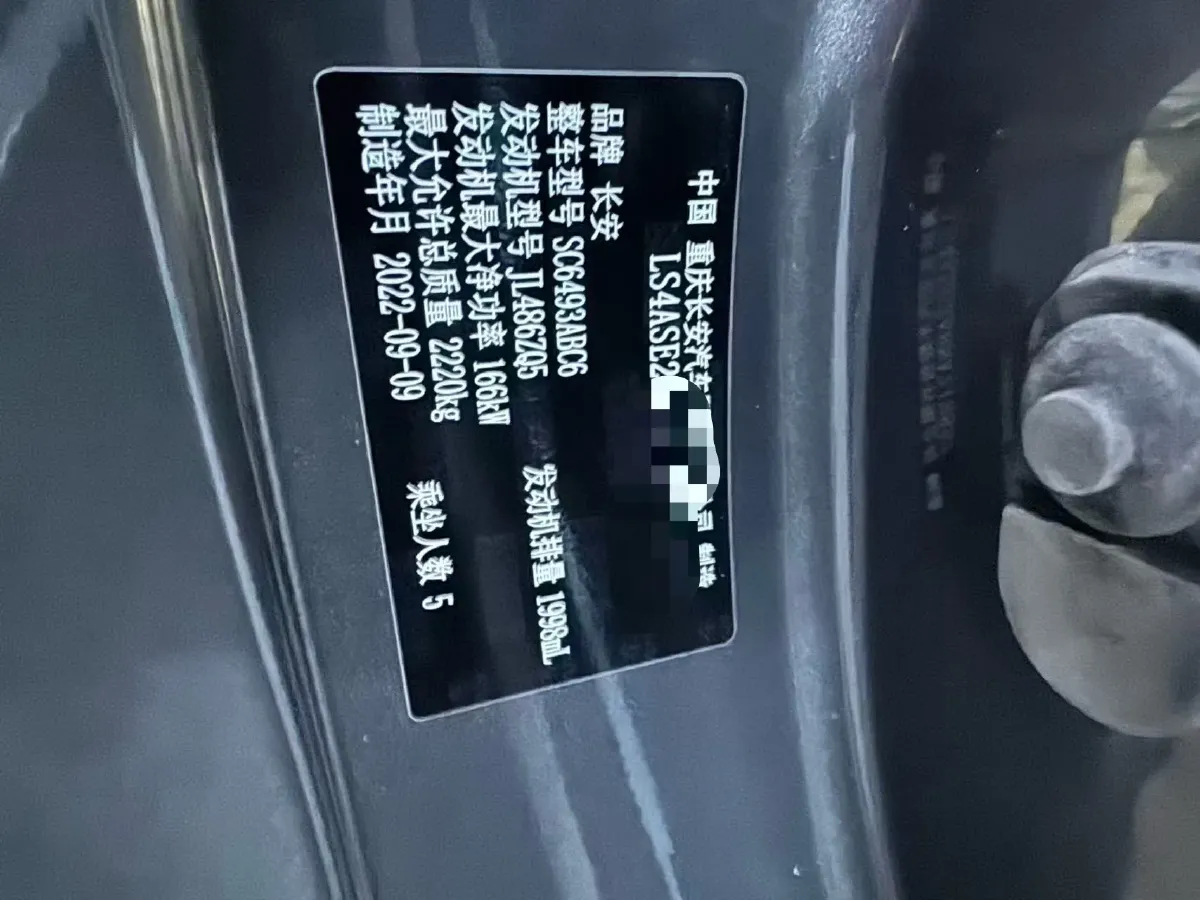 中国 重庆长安汽车 司 制造
LS4ASE2
品牌 长安
整车型号 SC6493ABC6
发动机型号 JL486ZQ5 发动机排量 1998mL
发动机最大净功率 166kW
最大允许总质量 2220kg 乘坐人数 5
制造年月 2022-09-09